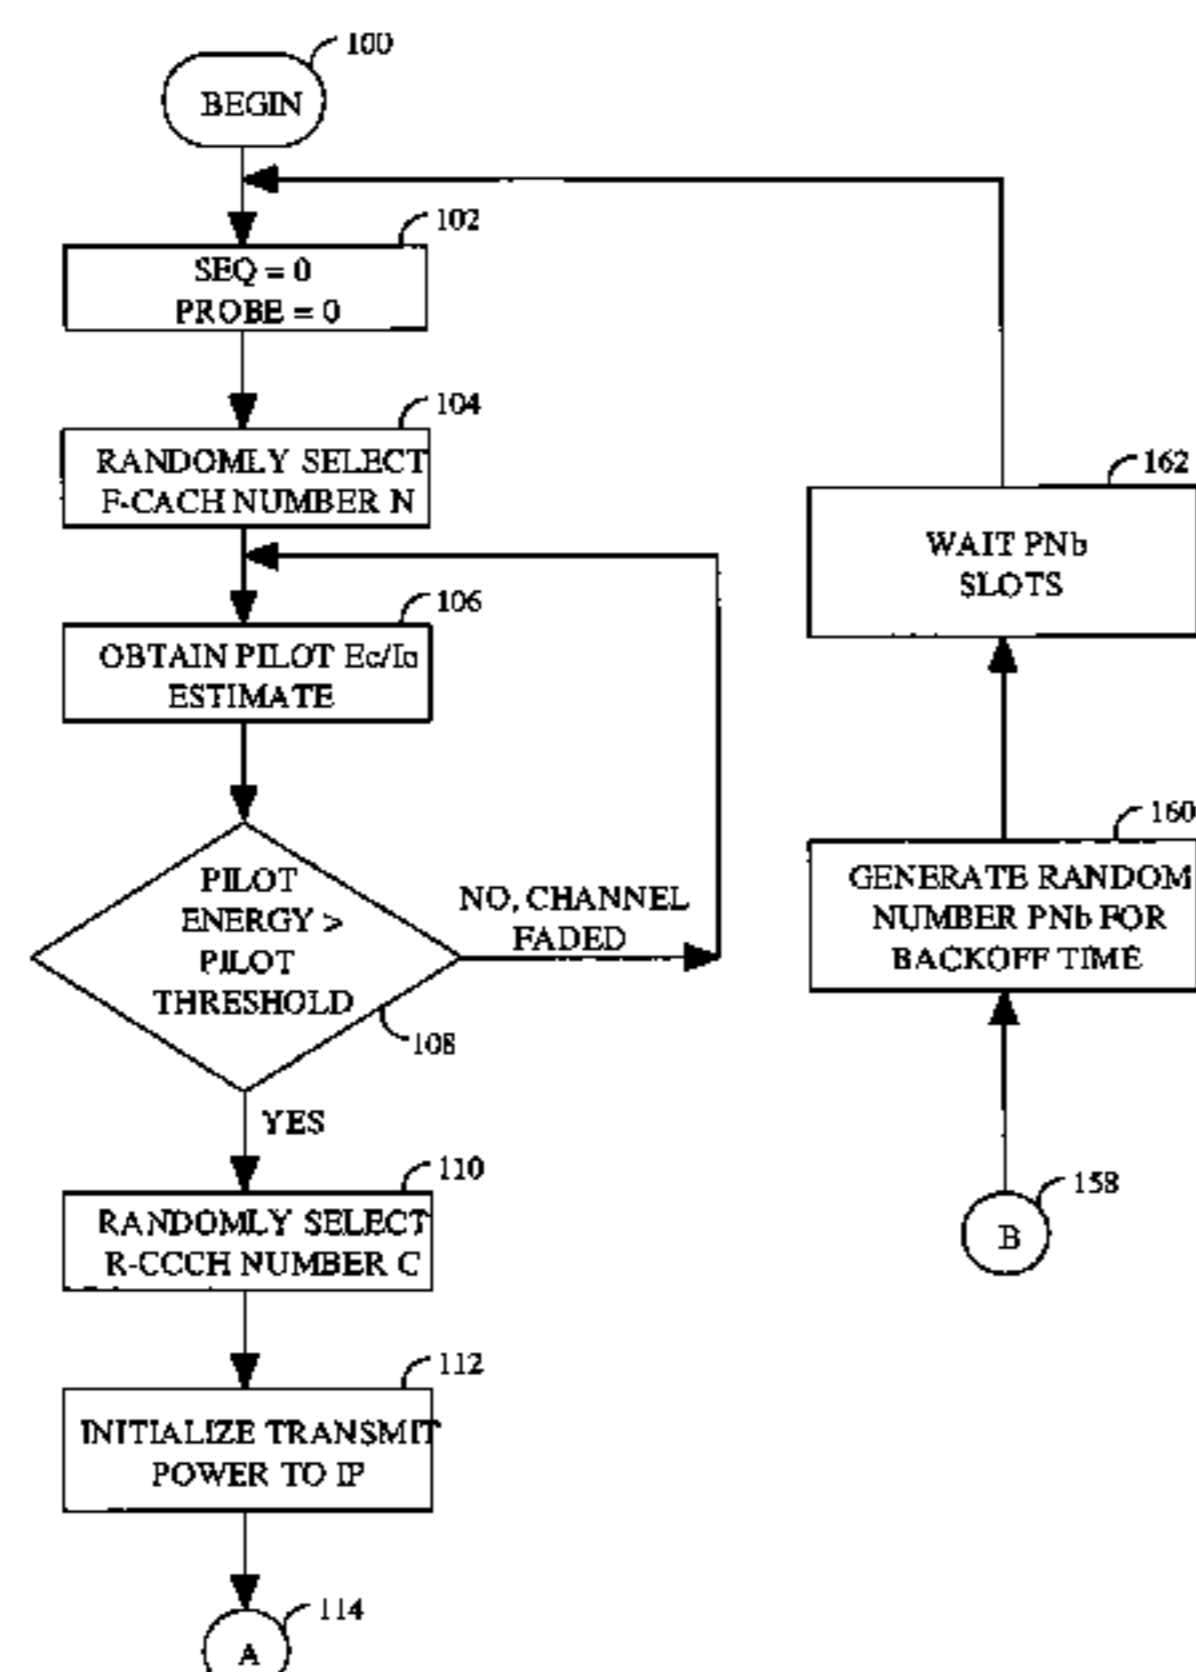 100
BEGIN
102
SEQ = 0
PROBE = 0
104
RANDOMLY SELECT
F-CACH NUMBER N
106
OBTAIN PILOT Ec/Io
ESTIMATE
PILOT
ENERGY >
PILOT
THRESHOLD
108
NO, CHANNEL
FADED
YES
110
RANDOMLY SELECT
R-CCCH NUMBER C
112
INITIALIZE TRANSMIT
POWER TO IP
114
A
162
WAIT PNb
SLOTS
160
GENERATE RANDOM
NUMBER PNb FOR
BACKOFF TIME
158
B